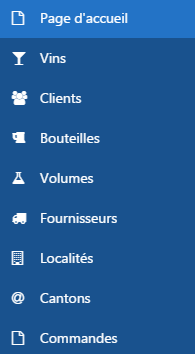 Page d'accueil
Vins
Clients
Bouteilles
Volumes
Fournisseurs
Localités
Cantons
Commandes